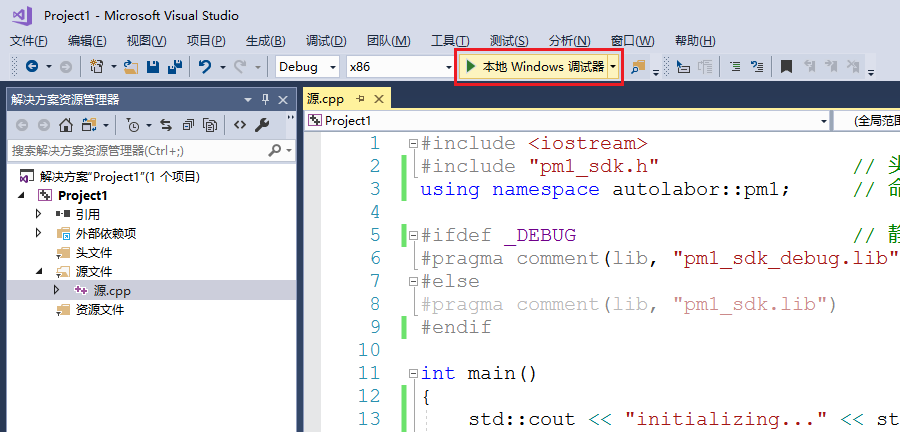 Project1 - Microsoft Visual Studio
文件(F) 编辑(E) 视图(V) 项目(P) 生成(B) 调试(D) 团队(M) 工具(T) 测试(S) 分析(N) 窗口(W) 帮助(H)
Debug x86 本地 Windows 调试器
解决方案资源管理器
搜索解决方案资源管理器(Ctrl+;)
解决方案"Project1"(1 个项目)
Project1
引用
外部依赖项
头文件
源文件
源.cpp
资源文件
源.cpp
Project1 (全局范围
1 #include <iostream>
2 #include "pm1_sdk.h" // 头
3 using namespace autolabor::pm1; // 命
4
5 #ifdef _DEBUG // 静
6 #pragma comment(lib, "pm1_sdk_debug.lib"
7 #else
8 #pragma comment(lib, "pm1_sdk.lib")
9 #endif
10
11 int main()
12 {
13 std::cout << "initializing..." << st